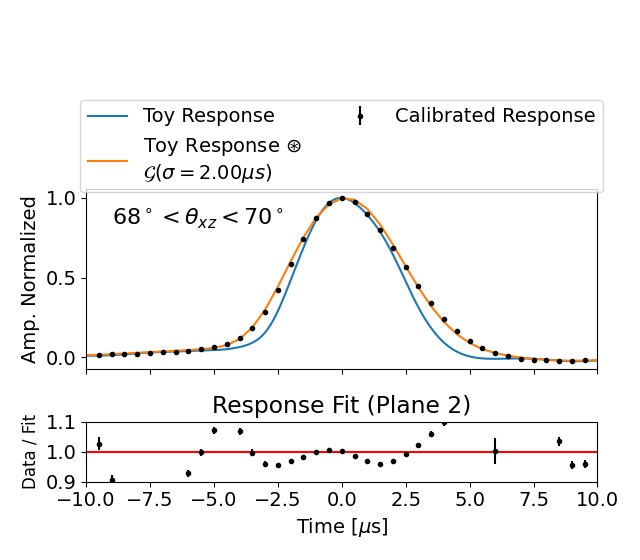 Toy Response
Calibrated Response
Toy Response ⊛
𝒢(σ = 2.00μs)
68° < θxz < 70°
1.0
0.5
0.0
Amp. Normalized
Response Fit (Plane 2)
1.1
1.0
0.9
Data / Fit
−10.0 −7.5 −5.0 −2.5 0.0 2.5 5.0 7.5 10.0
Time [μs]